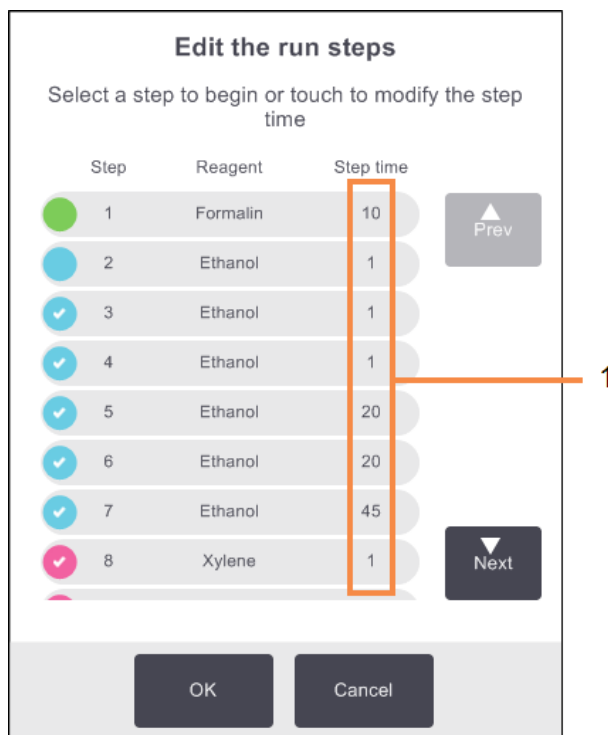 Edit the run steps
Select a step to begin or touch to modify the step
time
Step Reagent Step time
1 Formalin 10
Prev
2 Ethanol 1
3 Ethanol 1
4 Ethanol 1
1
5 Ethanol 20
6 Ethanol 20
7 Ethanol 45
8 Xylene 1
Next
OK Cancel